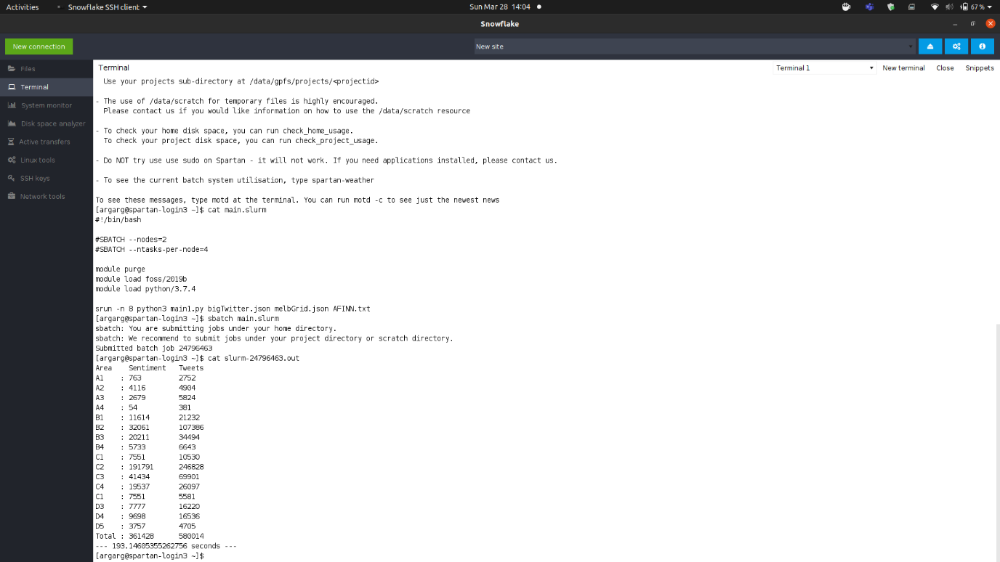 Activities
Snowflake SSH client
Sun Mar 28 14:04
67 %
Snowflake
New connection
New site
Files
Terminal
System monitor
Disk space analyzer
Active transfers
Linux tools
SSH keys
Network tools
Terminal
Terminal 1
New terminal
Close
Snippets
Use your projects sub-directory at /data/gpfs/projects/<projectid>
- The use of /data/scratch for temporary files is highly encouraged.
Please contact us if you would like information on how to use the /data/scratch resource
- To check your home disk space, you can run check_home_usage.
To check your project disk space, you can run check_project_usage.
- Do NOT try use use sudo on Spartan - it will not work. If you need applications installed, please contact us.
- To see the current batch system utilisation, type spartan-weather
To see these messages, type motd at the terminal. You can run motd -c to see just the newest news
[argarg@spartan-login3 ~]$ cat main.slurm
#!/bin/bash
#SBATCH --nodes=2
#SBATCH --ntasks-per-node=4
module purge
module load foss/2019b
module load python/3.7.4
srun -n 8 python3 main1.py bigTwitter.json melbGrid.json AFINN.txt
[argarg@spartan-login3 ~]$ sbatch main.slurm
sbatch: You are submitting jobs under your home directory.
sbatch: We recommend to submit jobs under your project directory or scratch directory.
Submitted batch job 24796463
[argarg@spartan-login3 ~]$ cat slurm-24796463.out
Area Sentiment Tweets
A1 : 763 2752
A2 : 4116 4904
A3 : 2679 5824
A4 : 54 381
B1 : 11614 21232
B2 : 32061 107386
B3 : 20211 34494
B4 : 5733 6643
C1 : 7551 10530
C2 : 191791 246828
C3 : 41434 69901
C4 : 19537 26097
C1 : 7551 5581
D3 : 7777 16220
D4 : 9698 16536
D5 : 3757 4705
Total : 361428 580014
--- 193.14605355262756 seconds ---
[argarg@spartan-login3 ~]$